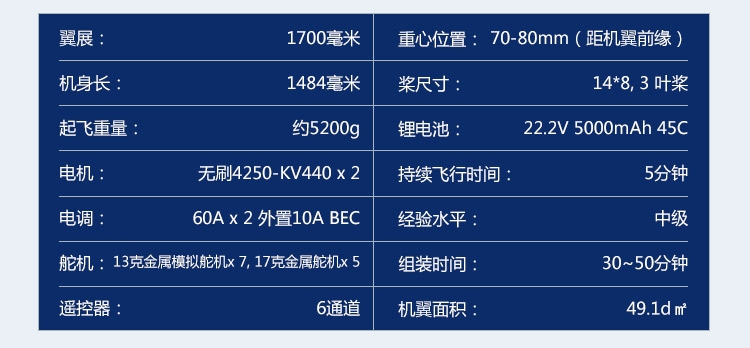 翼展： 1700毫米
重心位置： 70-80mm（距机翼前缘）
机身长： 1484毫米
桨尺寸： 14*8, 3 叶桨
起飞重量： 约5200g
锂电池： 22.2V 5000mAh 45C
电机： 无刷4250-KV440 x 2
持续飞行时间： 5分钟
电调： 60A x 2 外置10A BEC
经验水平： 中级
舵机： 13克金属模拟舵机x 7, 17克金属舵机x 5
组装时间： 30~50分钟
遥控器： 6通道
机翼面积： 49.1d㎡